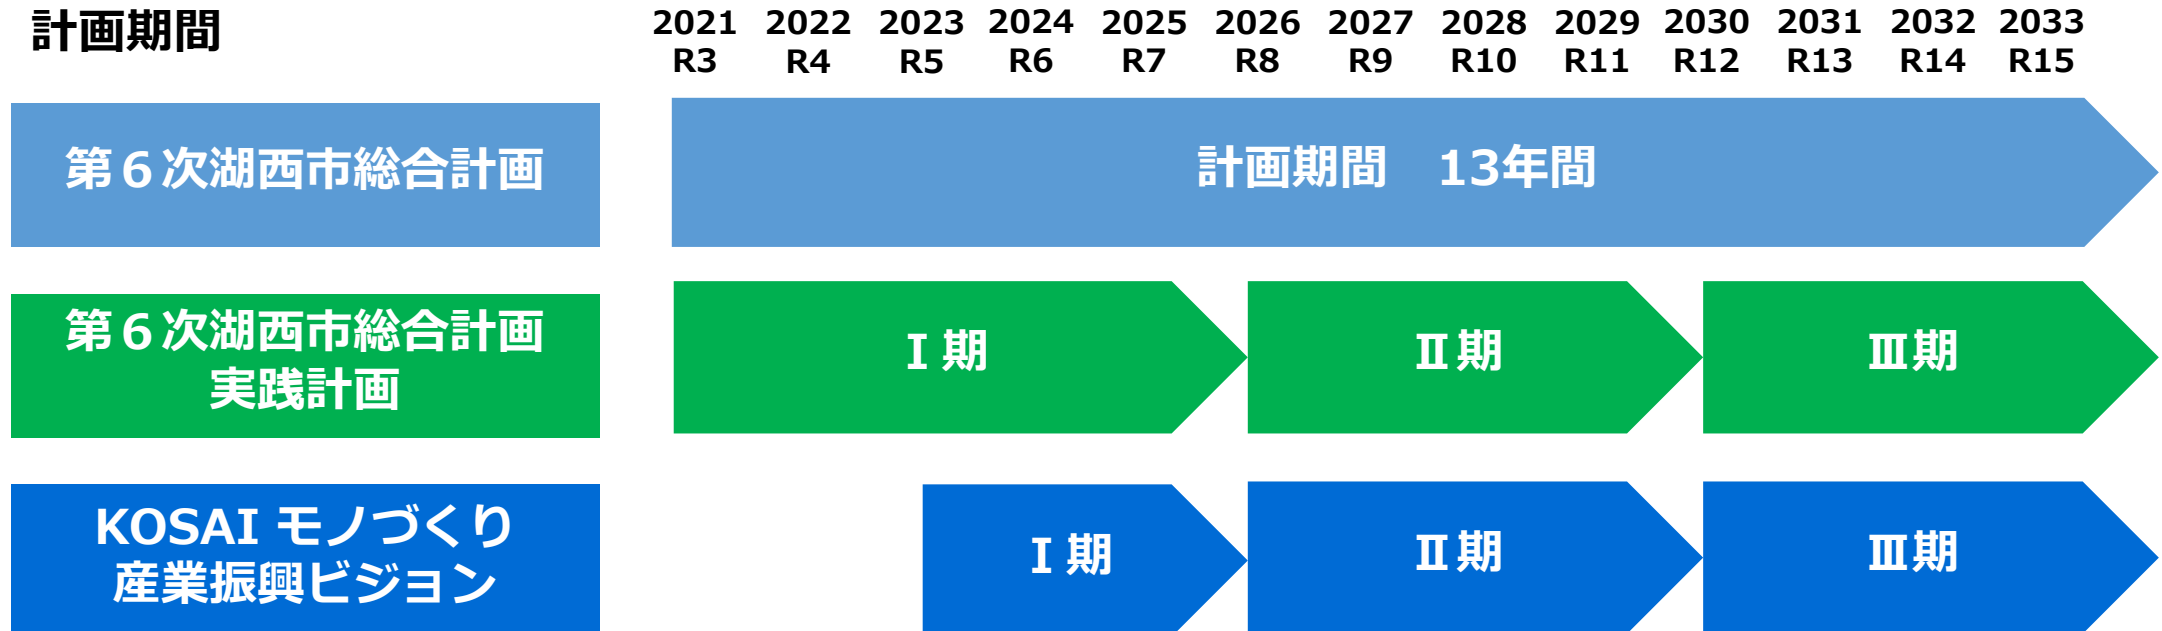 計画期間
2021 2022 2023 2024 2025 2026 2027 2028 2029 2030 2031 2032 2033
R3 R4 R5 R6 R7 R8 R9 R10 R11 R12 R13 R14 R15
第６次湖西市総合計画
計画期間　13年間
第６次湖西市総合計画
実践計画
Ⅰ期
Ⅱ期
Ⅲ期
KOSAI モノづくり
産業振興ビジョン
Ⅰ期
Ⅱ期
Ⅲ期